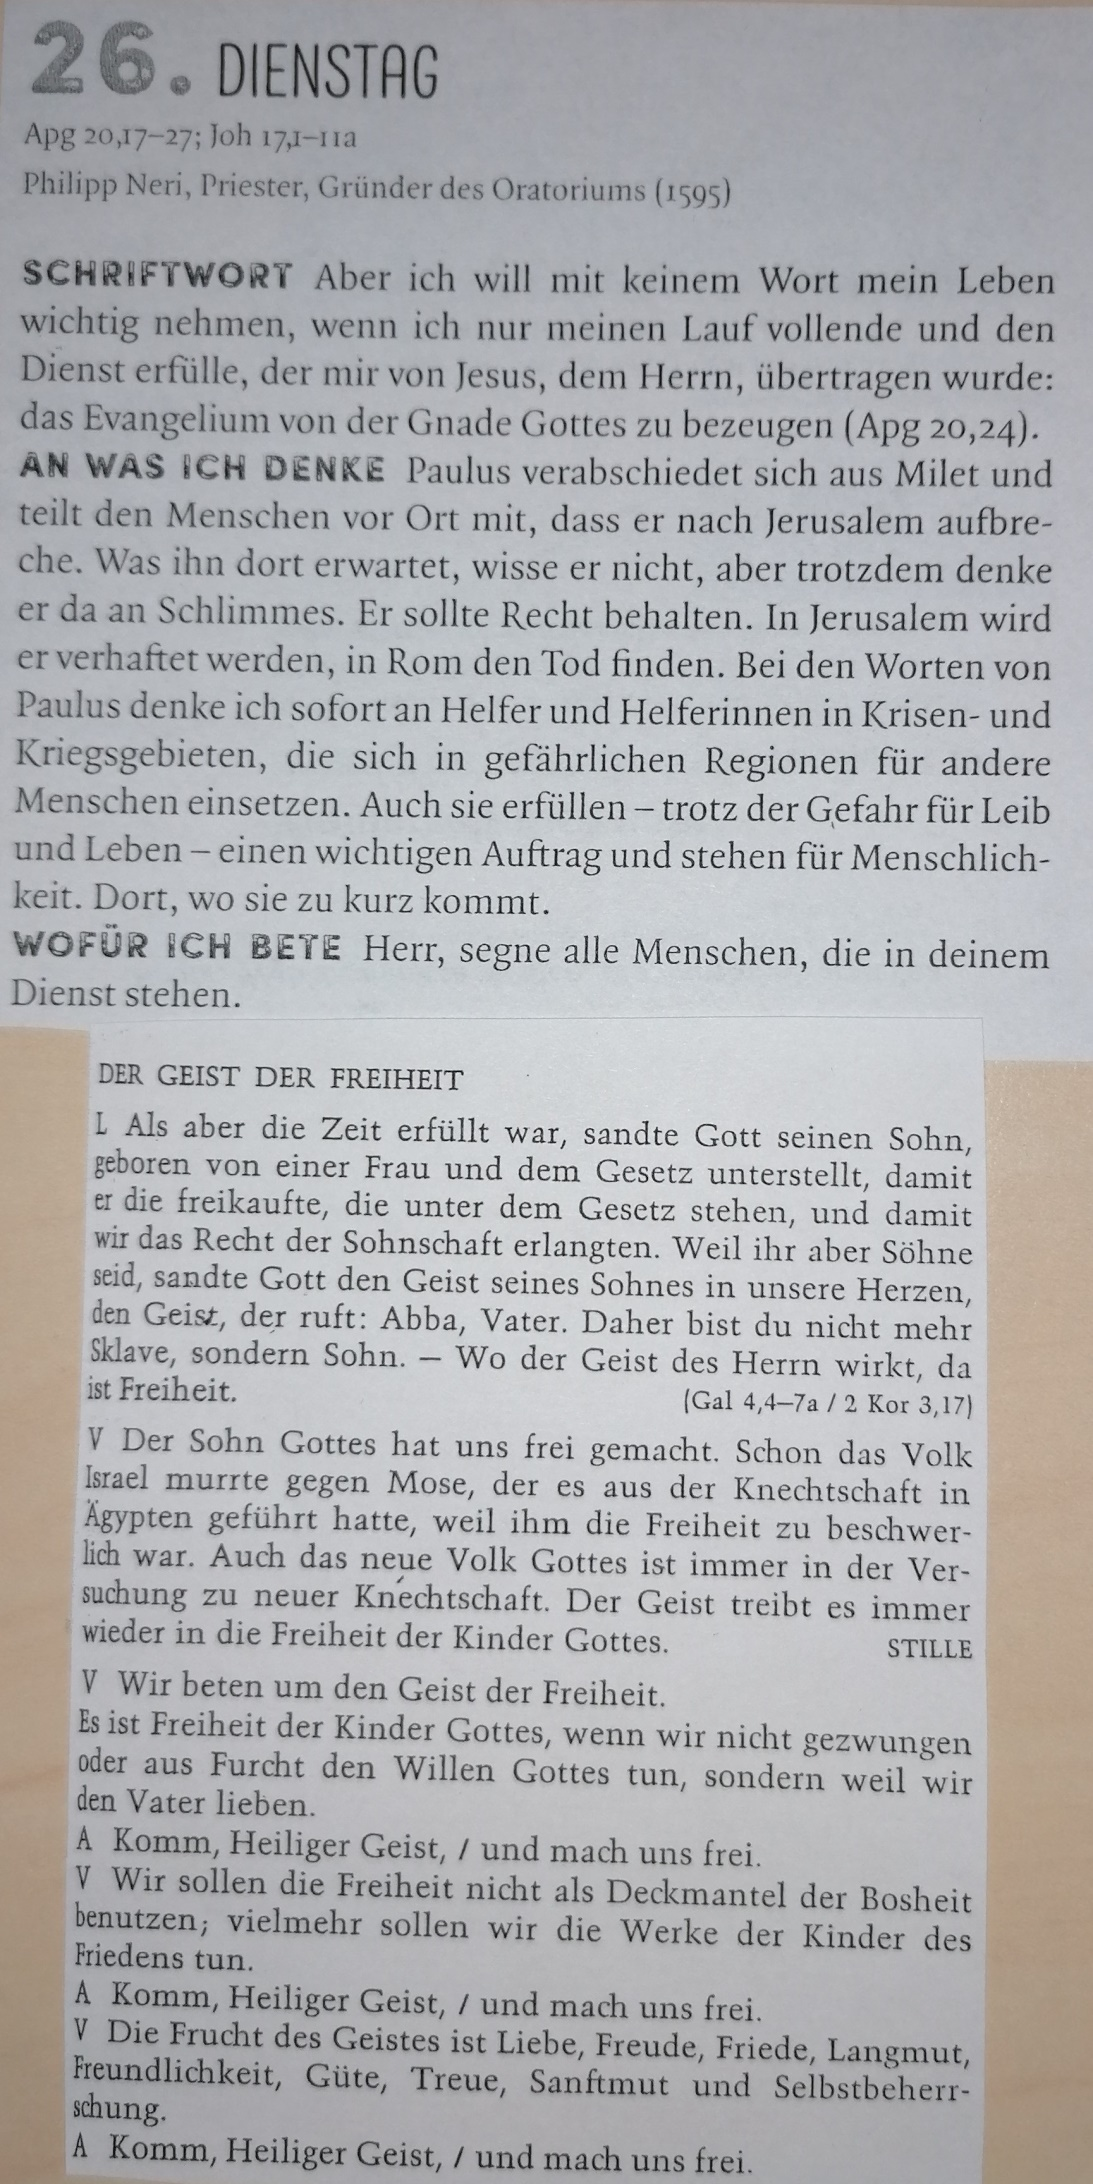 26. DIENSTAG
Apg 20,17–27; Joh 17,1–11a
Philipp Neri, Priester, Gründer des Oratoriums (1595)
SCHRIFTWORT Aber ich will mit keinem Wort mein Leben
wichtig nehmen, wenn ich nur meinen Lauf vollende und den
Dienst erfülle, der mir von Jesus, dem Herrn, übertragen wurde:
das Evangelium von der Gnade Gottes zu bezeugen (Apg 20,24).
AN WAS ICH DENKE Paulus verabschiedet sich aus Milet und
teilt den Menschen vor Ort mit, dass er nach Jerusalem aufbre-
che. Was ihn dort erwartet, wisse er nicht, aber trotzdem denke
er da an Schlimmes. Er sollte Recht behalten. In Jerusalem wird
er verhaftet werden, in Rom den Tod finden. Bei den Worten von
Paulus denke ich sofort an Helfer und Helferinnen in Krisen- und
Kriegsgebieten, die sich in gefährlichen Regionen für andere
Menschen einsetzen. Auch sie erfüllen – trotz der Gefahr für Leib
und Leben – einen wichtigen Auftrag und stehen für Menschlich-
keit. Dort, wo sie zu kurz kommt.
WOFÜR ICH BETE Herr, segne alle Menschen, die in deinem
Dienst stehen.
DER GEIST DER FREIHEIT
L Als aber die Zeit erfüllt war, sandte Gott seinen Sohn,
geboren von einer Frau und dem Gesetz unterstellt, damit
er die freikaufte, die unter dem Gesetz stehen, und damit
wir das Recht der Sohnschaft erlangten. Weil ihr aber Söhne
seid, sandte Gott den Geist seines Sohnes in unsere Herzen,
den Geist, der ruft: Abba, Vater. Daher bist du nicht mehr
Sklave, sondern Sohn. – Wo der Geist des Herrn wirkt, da
ist Freiheit. (Gal 4,4–7a / 2 Kor 3,17)
V Der Sohn Gottes hat uns frei gemacht. Schon das Volk
Israel murrte gegen Mose, der es aus der Knechtschaft in
Ägypten geführt hatte, weil ihm die Freiheit zu beschwer-
lich war. Auch das neue Volk Gottes ist immer in der Ver-
suchung zu neuer Knechtschaft. Der Geist treibt es immer
wieder in die Freiheit der Kinder Gottes. STILLE
V Wir beten um den Geist der Freiheit.
Es ist Freiheit der Kinder Gottes, wenn wir nicht gezwungen
oder aus Furcht den Willen Gottes tun, sondern weil wir
den Vater lieben.
A Komm, Heiliger Geist, / und mach uns frei.
V Wir sollen die Freiheit nicht als Deckmantel der Bosheit
benutzen; vielmehr sollen wir die Werke der Kinder des
Friedens tun.
A Komm, Heiliger Geist, / und mach uns frei.
V Die Frucht des Geistes ist Liebe, Freude, Friede, Langmut,
Freundlichkeit, Güte, Treue, Sanftmut und Selbstbeherr-
schung.
A Komm, Heiliger Geist, / und mach uns frei.